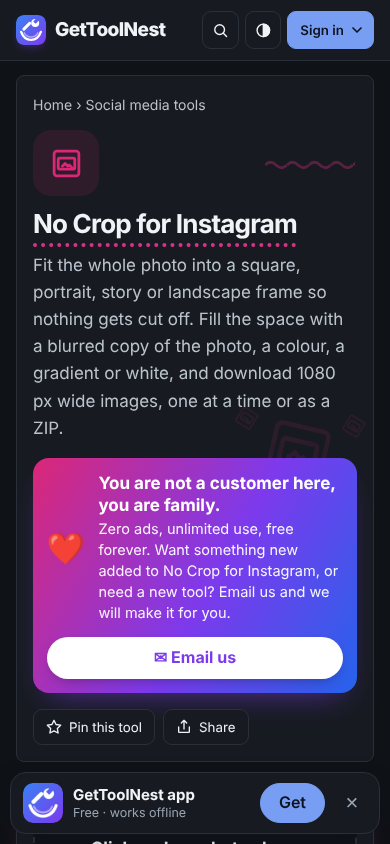 GetToolNest
Sign in
Home › Social media tools
No Crop for Instagram
Fit the whole photo into a square,
portrait, story or landscape frame so
nothing gets cut off. Fill the space with
a blurred copy of the photo, a colour, a
gradient or white, and download 1080
px wide images, one at a time or as a
ZIP.
You are not a customer here,
you are family.
Zero ads, unlimited use, free
forever. Want something new
added to No Crop for Instagram, or
need a new tool? Email us and we
will make it for you.
✉ Email us
Pin this tool
Share
GetToolNest app
Free · works offline
Get